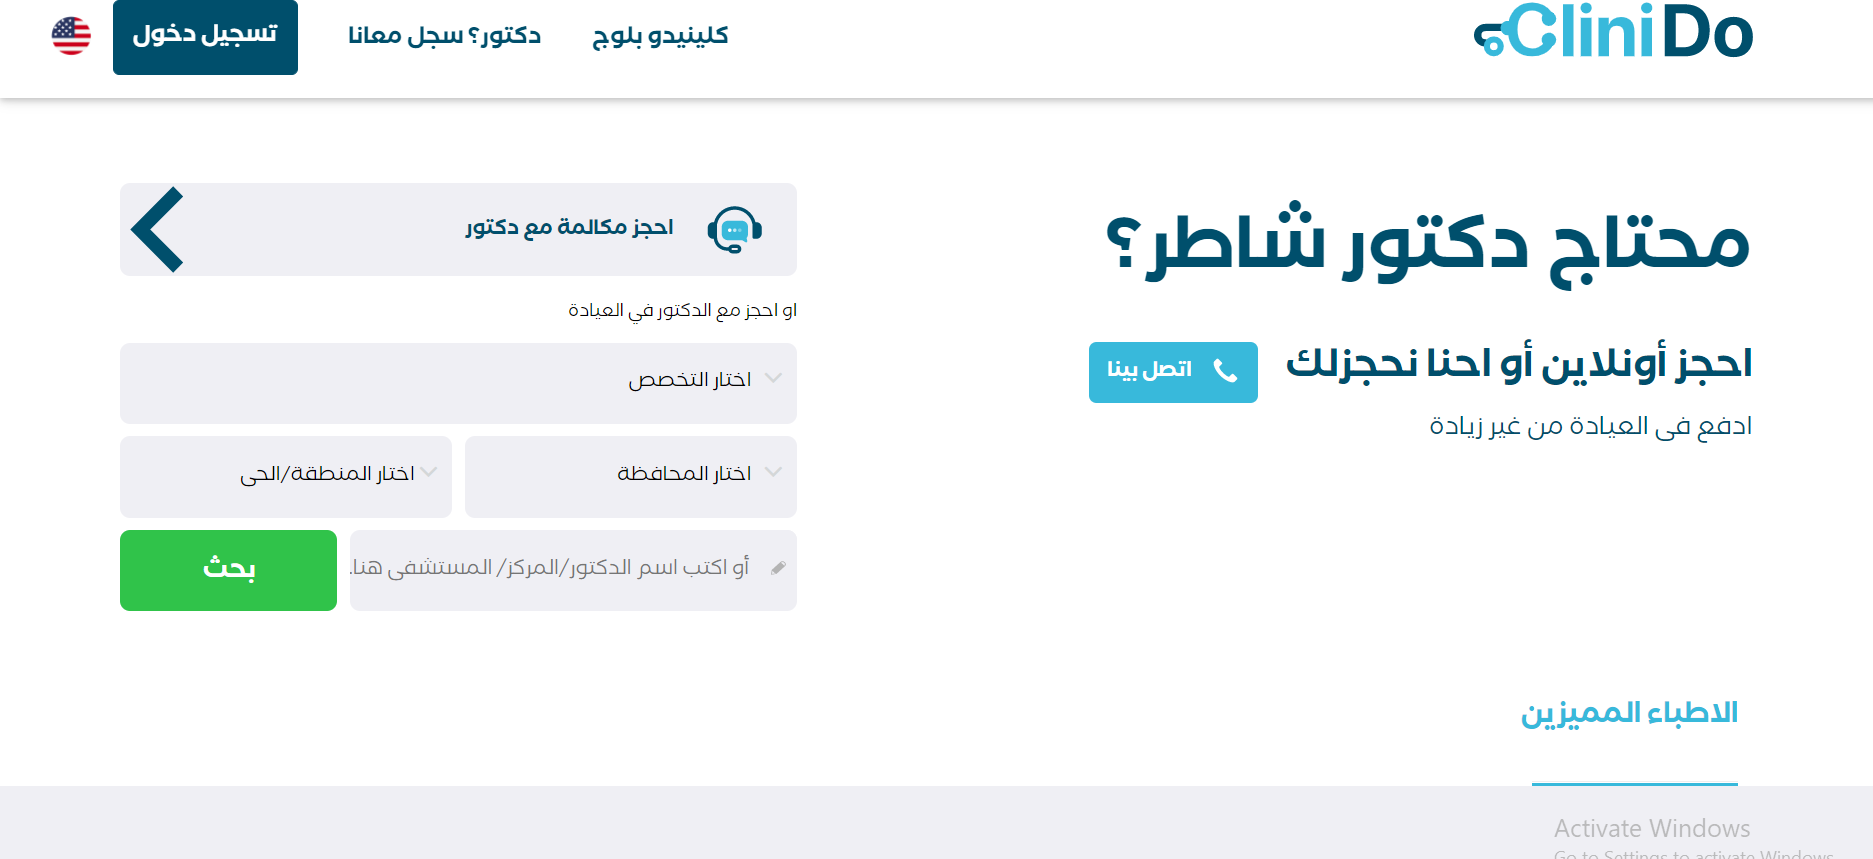 CliniDo
كلينيدو بلوج
دكتور؟ سجل معانا
تسجيل دخول
محتاج دكتور شاطر؟
احجز أونلاين أو احنا نحجزلك
اتصل بينا
ادفع فى العيادة من غير زيادة
احجز مكالمة مع دكتور
او احجز مع الدكتور في العيادة
اختار التخصص
اختار المحافظة
اختار المنطقة/الحى
أو اكتب اسم الدكتور/المركز/ المستشفى هنا.
بحث
الاطباء المميزين
Activate Windows
Go to Settings to activate Windows.